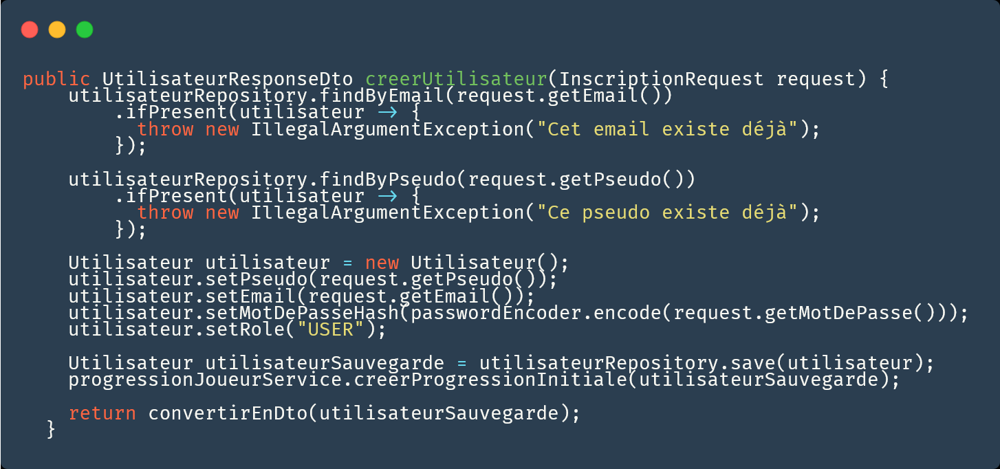 public UtilisateurResponseDto creerUtilisateur(InscriptionRequest request) {
    utilisateurRepository.findByEmail(request.getEmail())
        .ifPresent(utilisateur -> {
          throw new IllegalArgumentException("Cet email existe déjà");
        });

    utilisateurRepository.findByPseudo(request.getPseudo())
        .ifPresent(utilisateur -> {
          throw new IllegalArgumentException("Ce pseudo existe déjà");
        });

    Utilisateur utilisateur = new Utilisateur();
    utilisateur.setPseudo(request.getPseudo());
    utilisateur.setEmail(request.getEmail());
    utilisateur.setMotDePasseHash(passwordEncoder.encode(request.getMotDePasse()));
    utilisateur.setRole("USER");

    Utilisateur utilisateurSauvegarde = utilisateurRepository.save(utilisateur);
    progressionJoueurService.creerProgressionInitiale(utilisateurSauvegarde);

    return convertirEnDto(utilisateurSauvegarde);
  }